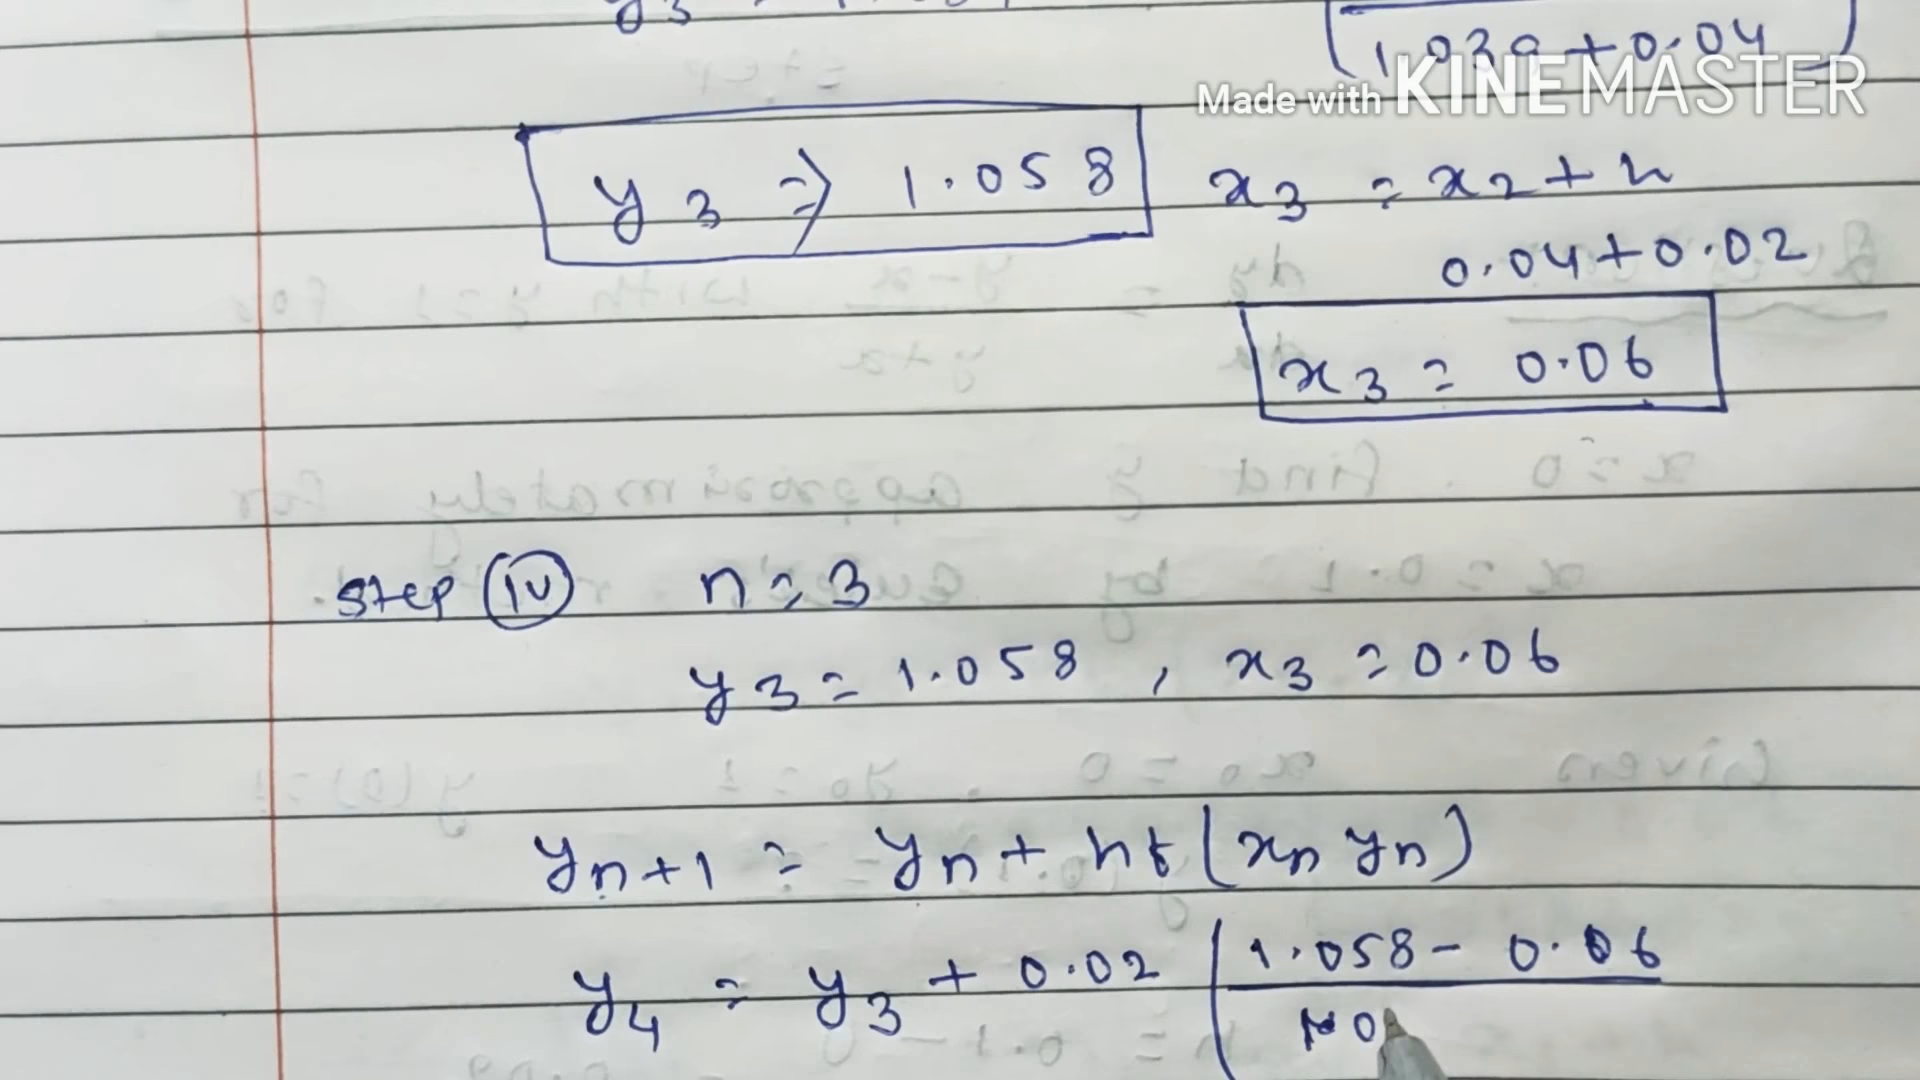 1.039+0.04
Made with KINEMASTER
y3 ⇒ 1.058
x3 = x2+h
0.04+0.02
x3 = 0.06
step (IV) n=3
y3 = 1.058 , x3 = 0.06
yn+1 = yn + hf(xn yn)
y4 = y3 + 0.02 (1.058 - 0.06